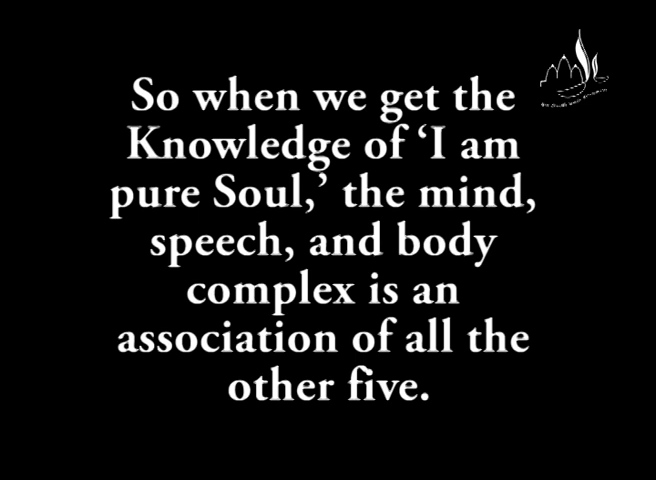 So when we get the
Knowledge of ‘I am
pure Soul,’ the mind,
speech, and body
complex is an
association of all the
other five.